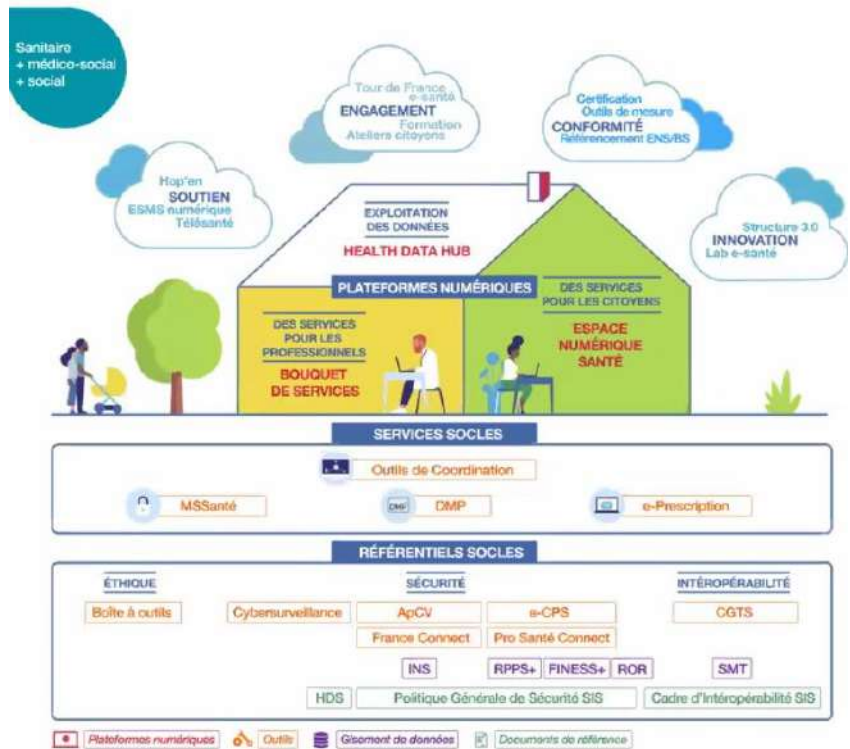 Sanitaire
+ médico-social
+ social
Tour de France
e-santé
ENGAGEMENT
Formation
Ateliers citoyens
Certification
Outils de mesure
CONFORMITÉ
Référencement ENS/BS
Hop'en
SOUTIEN
ESMS numérique
Télésanté
Structure 3.0
INNOVATION
Lab e-santé
EXPLOITATION
DES DONNÉES
HEALTH DATA HUB
PLATEFORMES NUMÉRIQUES
DES SERVICES
POUR LES CITOYENS
ESPACE
NUMÉRIQUE
SANTÉ
DES SERVICES
POUR LES
PROFESSIONNELS
BOUQUET
DE SERVICES
SERVICES SOCLES
Outils de Coordination
MSSanté
DMP DMP
e-Prescription
RÉFÉRENTIELS SOCLES
ÉTHIQUE
SÉCURITÉ
INTÉROPÉRABILITÉ
Boîte à outils
Cybersurveillance
ApCV
e-CPS
CGTS
France Connect
Pro Santé Connect
INS
RPPS+
FINESS+
ROR
SMT
HDS
Politique Générale de Sécurité SIS
Cadre d'Intéropérabilité SIS
Plateformes numériques
Outils
Gisement de données
Documents de référence